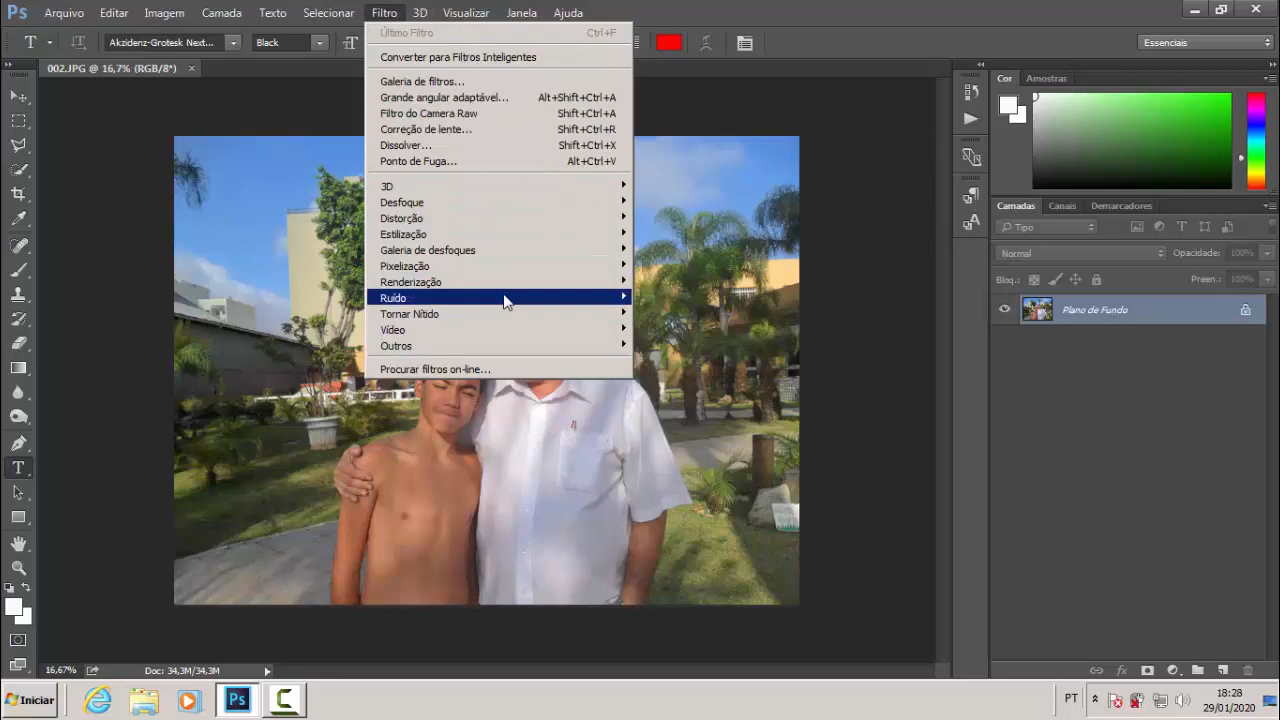 Ps Arquivo Editar Imagem Camada Texto Selecionar Filtro 3D Visualizar Janela Ajuda
T Akzidenz-Grotesk Next... Black Essenciais
002.JPG @ 16,7% (RGB/8*) ×
Último Filtro Ctrl+F
Converter para Filtros Inteligentes
Galeria de filtros...
Grande angular adaptável... Alt+Shift+Ctrl+A
Filtro do Camera Raw Shift+Ctrl+A
Correção de lente... Shift+Ctrl+R
Dissolver... Shift+Ctrl+X
Ponto de Fuga... Alt+Ctrl+V
3D
Desfoque
Distorção
Estilização
Galeria de desfoques
Pixelização
Renderização
Ruído
Tornar Nítido
Vídeo
Outros
Procurar filtros on-line...
Cor Amostras
Camadas Canais Demarcadores
Tipo
Normal Opacidade: 100%
Bloq.: Preen.: 100%
Plano de Fundo
16,67% Doc: 34,3M/34,3M
Iniciar Ps PT 18:28
29/01/2020